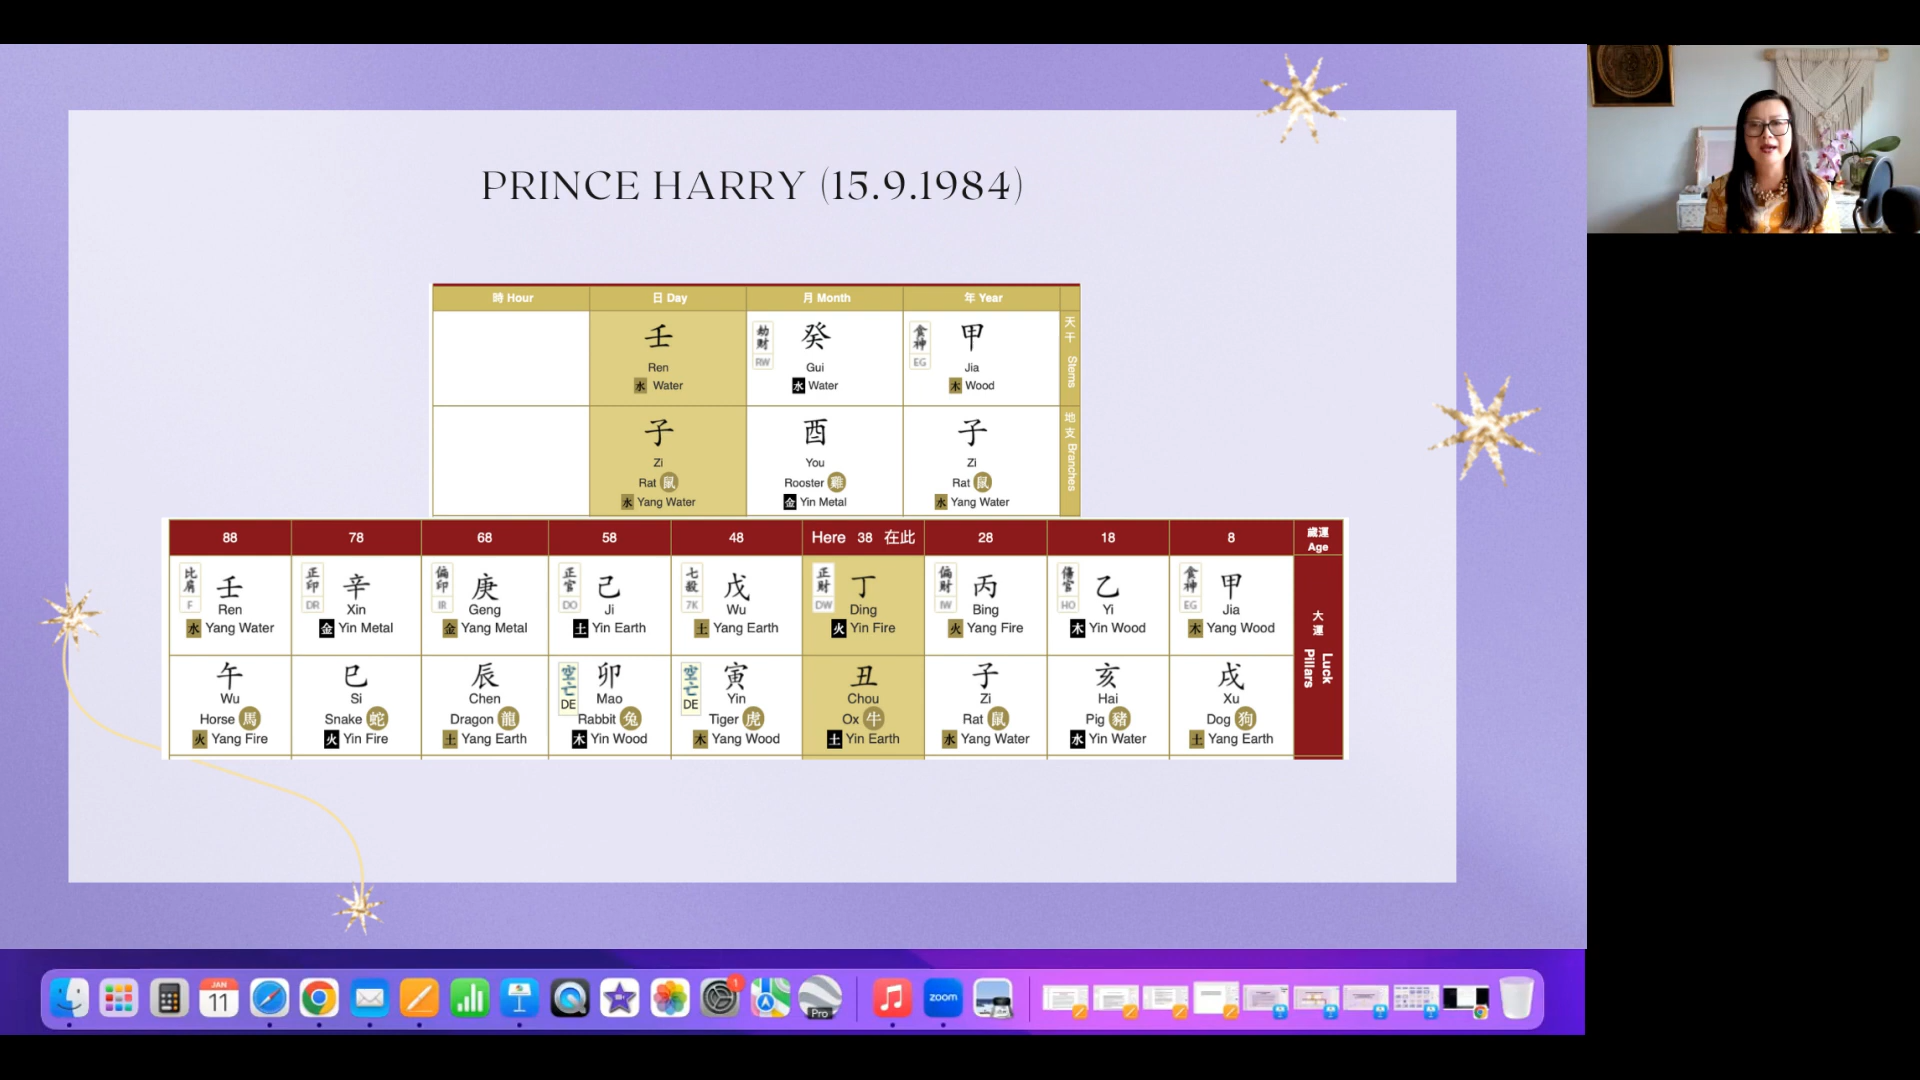 PRINCE HARRY (15.9.1984)
時 Hour 日 Day 月 Month 年 Year
壬 劫財 癸 食神 甲 天干 Stems
RW EG
Ren Gui Jia
水 Water 水 Water 木 Wood
子 酉 子 地支 Branches
Zi You Zi
Rat 鼠 Rooster 雞 Rat 鼠
水 Yang Water 金 Yin Metal 水 Yang Water
88 78 68 58 48 Here 38 在此 28 18 8 歲運 Age
比肩 壬 正印 辛 偏印 庚 正官 己 七殺 戊 正財 丁 偏財 丙 傷官 乙 食神 甲 大運 Luck Pillars
F Ren DR Xin IR Geng DO Ji 7K Wu DW Ding IW Bing HO Yi EG Jia
水 Yang Water 金 Yin Metal 金 Yang Metal 土 Yin Earth 土 Yang Earth 火 Yin Fire 火 Yang Fire 木 Yin Wood 木 Yang Wood
午 巳 辰 空亡 卯 空亡 寅 丑 子 亥 戌
Wu Si Chen DE Mao DE Yin Chou Zi Hai Xu
Horse 馬 Snake 蛇 Dragon 龍 Rabbit 兔 Tiger 虎 Ox 牛 Rat 鼠 Pig 豬 Dog 狗
火 Yang Fire 火 Yin Fire 土 Yang Earth 木 Yin Wood 木 Yang Wood 土 Yin Earth 水 Yang Water 水 Yin Water 土 Yang Earth
JAN
11
1
Pro
zoom